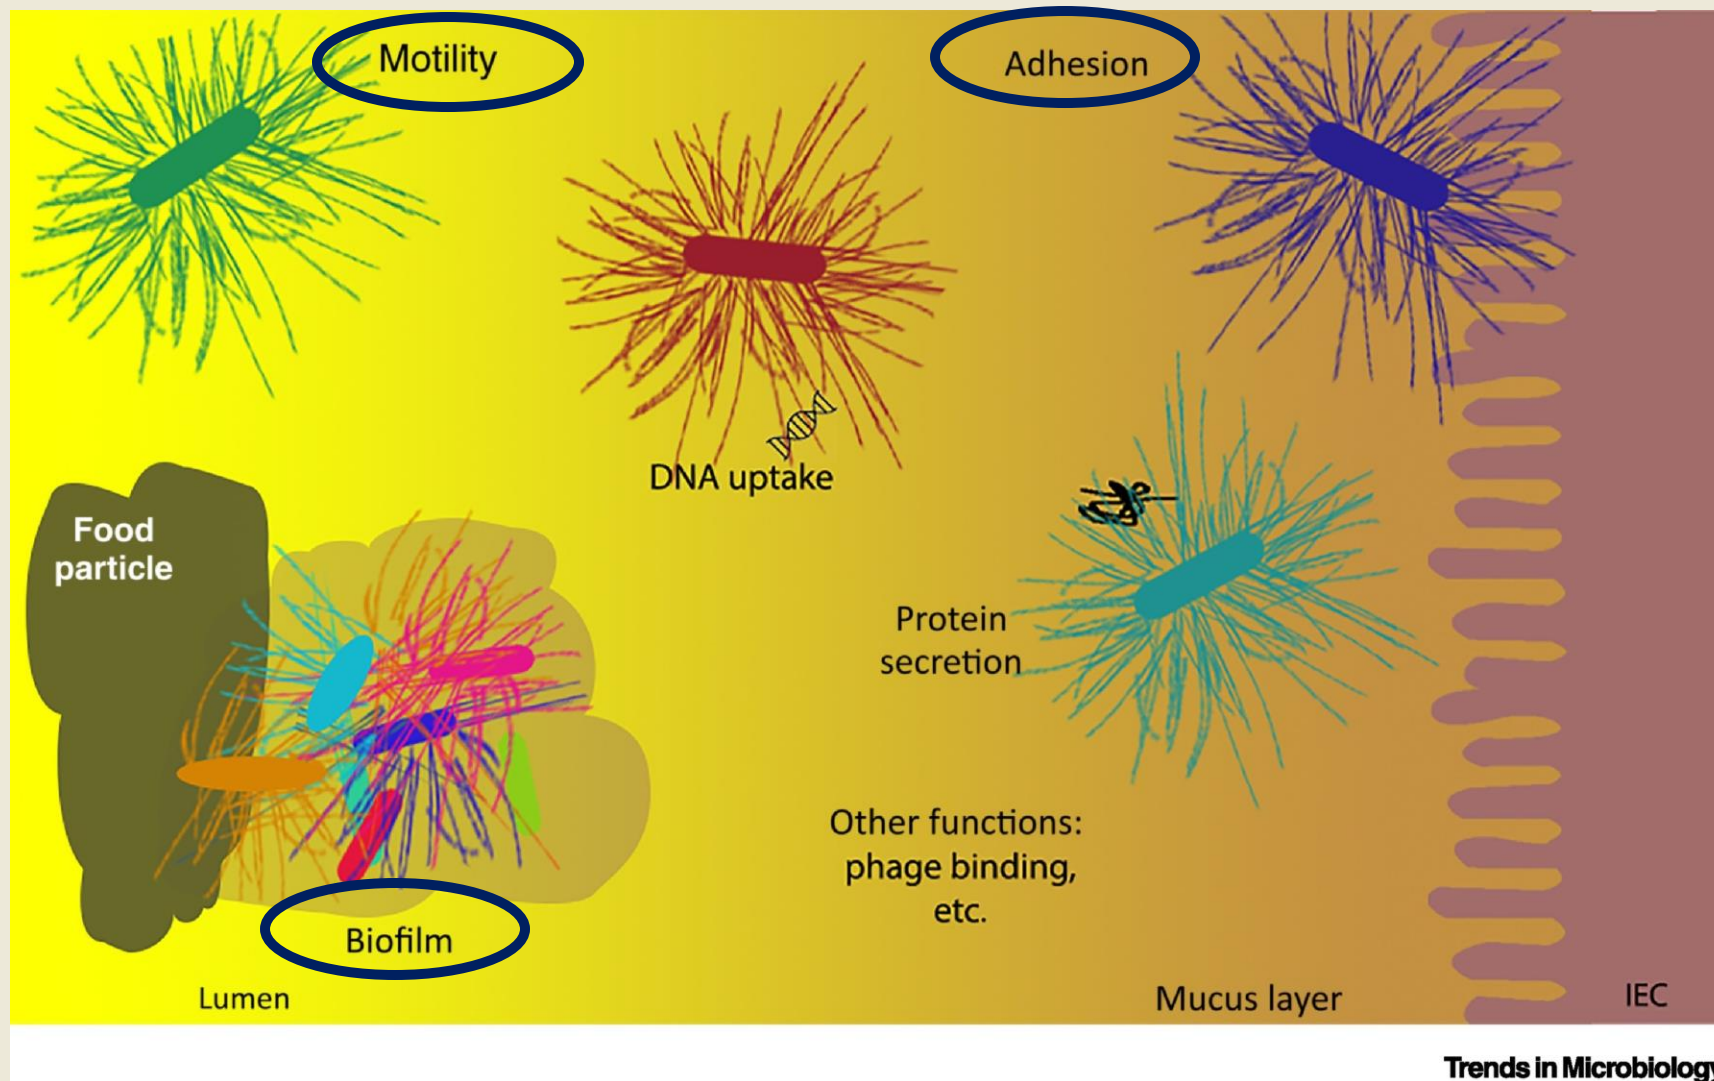 Motility
Adhesion
DNA uptake
Food
particle
Protein
secretion
Other functions:
phage binding,
etc.
Biofilm
Lumen
Mucus layer
IEC
Trends in Microbiology